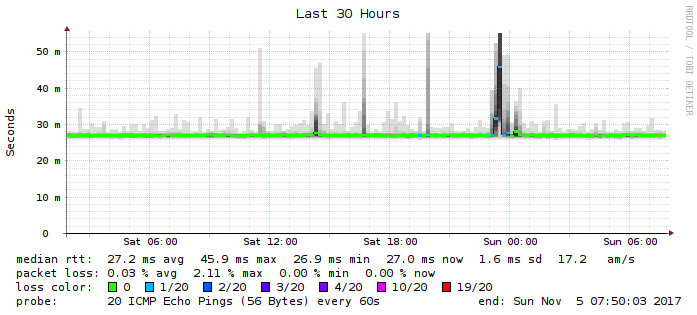 Last 30 Hours
RRDTOOL / TOBI OETIKER
Seconds
50 m
40 m
30 m
20 m
10 m
0
Sat 06:00 Sat 12:00 Sat 18:00 Sun 00:00 Sun 06:00
median rtt: 27.2 ms avg 45.9 ms max 26.9 ms min 27.0 ms now 1.6 ms sd 17.2 am/s
packet loss: 0.03 % avg 2.11 % max 0.00 % min 0.00 % now
loss color: 0 1/20 2/20 3/20 4/20 10/20 19/20
probe: 20 ICMP Echo Pings (56 Bytes) every 60s end: Sun Nov 5 07:50:03 2017